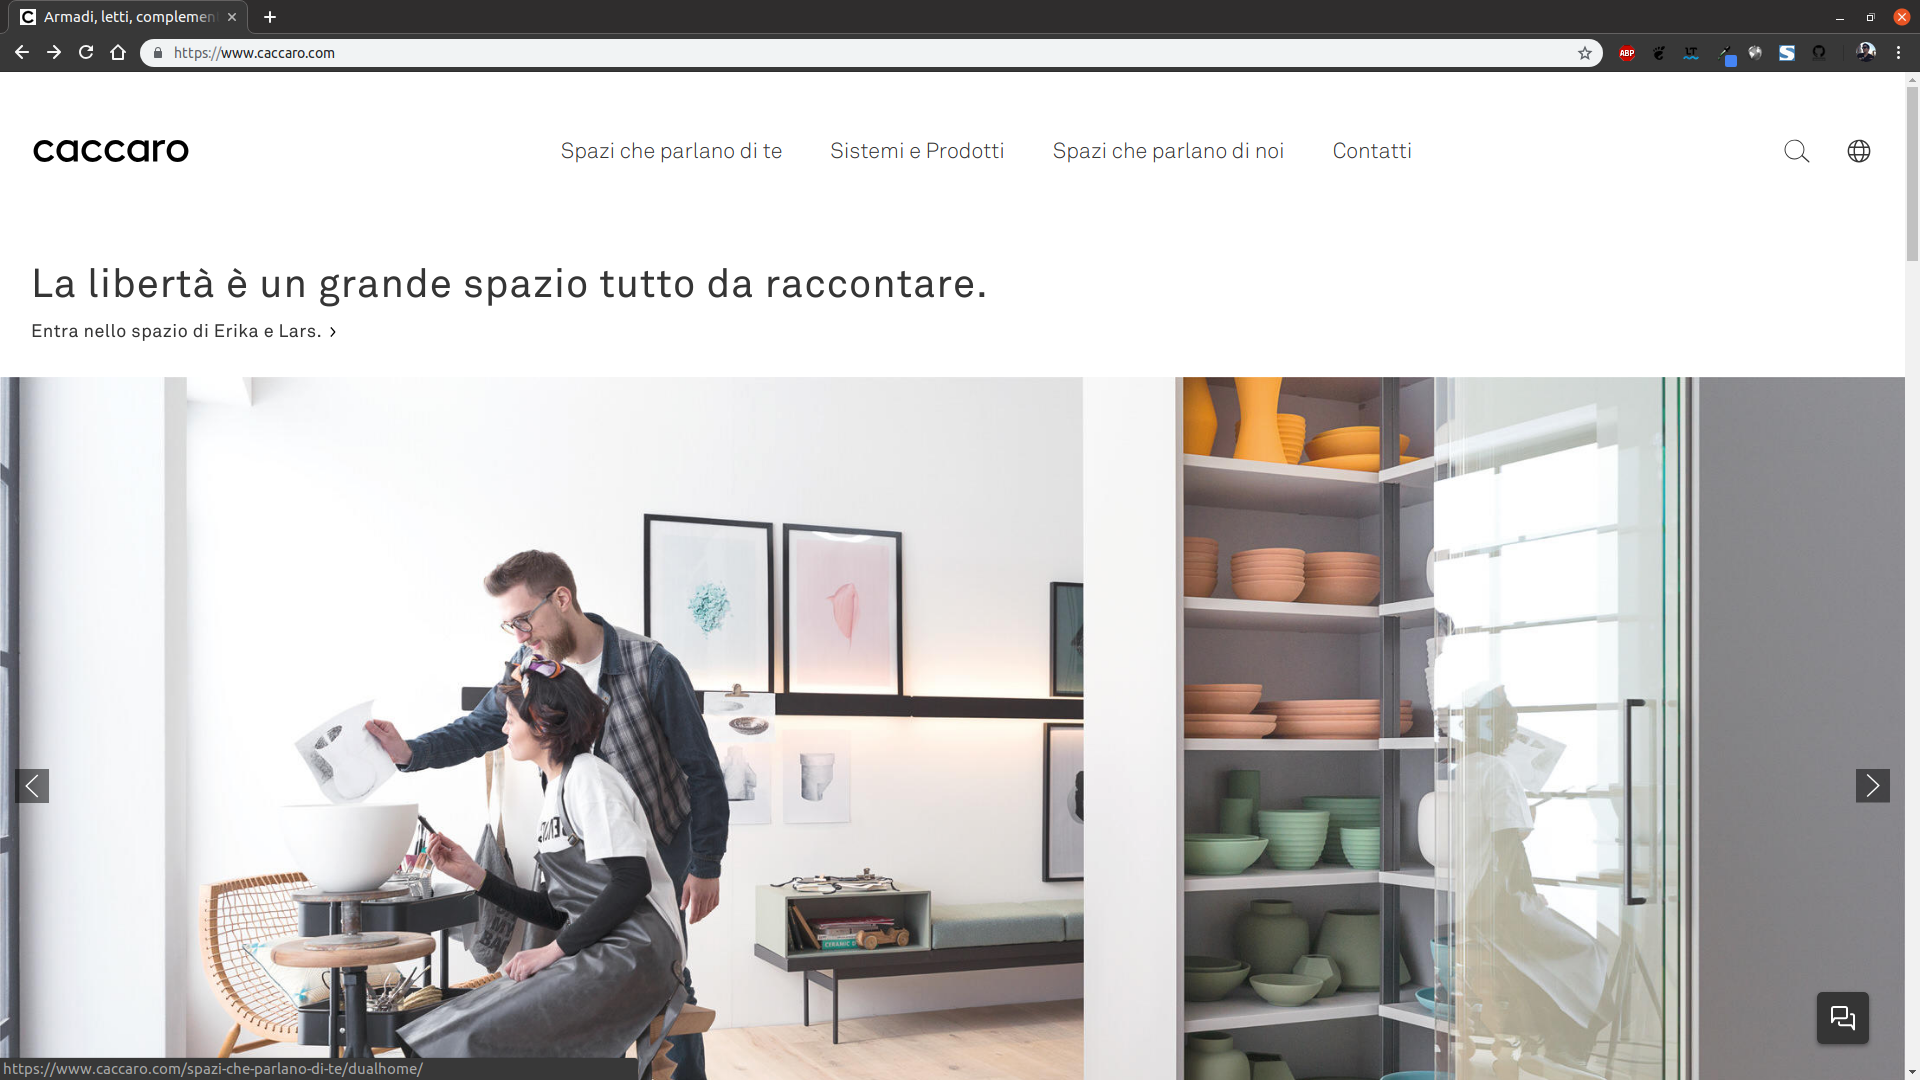 Armadi, letti, complemen
https://www.caccaro.com
ABP
LT
S
caccaro
Spazi che parlano di te
Sistemi e Prodotti
Spazi che parlano di noi
Contatti
La libertà è un grande spazio tutto da raccontare.
Entra nello spazio di Erika e Lars.
CERAMIC D
https://www.caccaro.com/spazi-che-parlano-di-te/dualhome/